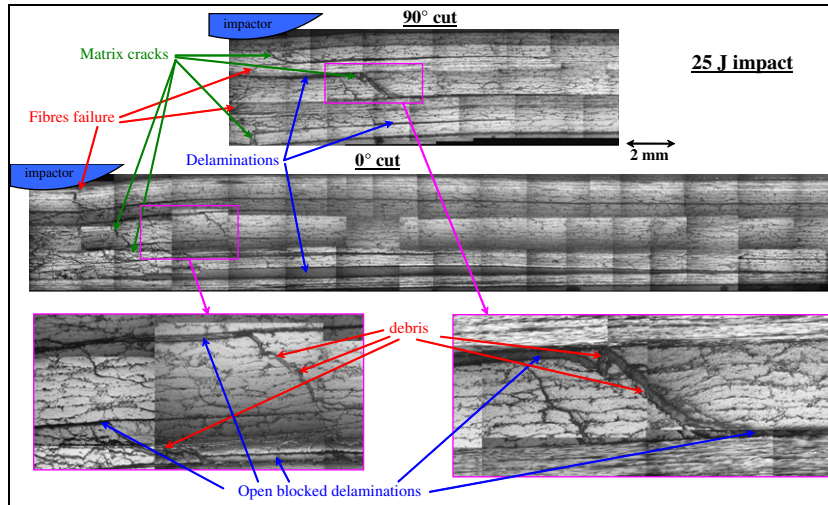 impactor
90° cut
Matrix cracks
25 J impact
Fibres failure
Delaminations
2 mm
0° cut
impactor
debris
Open blocked delaminations